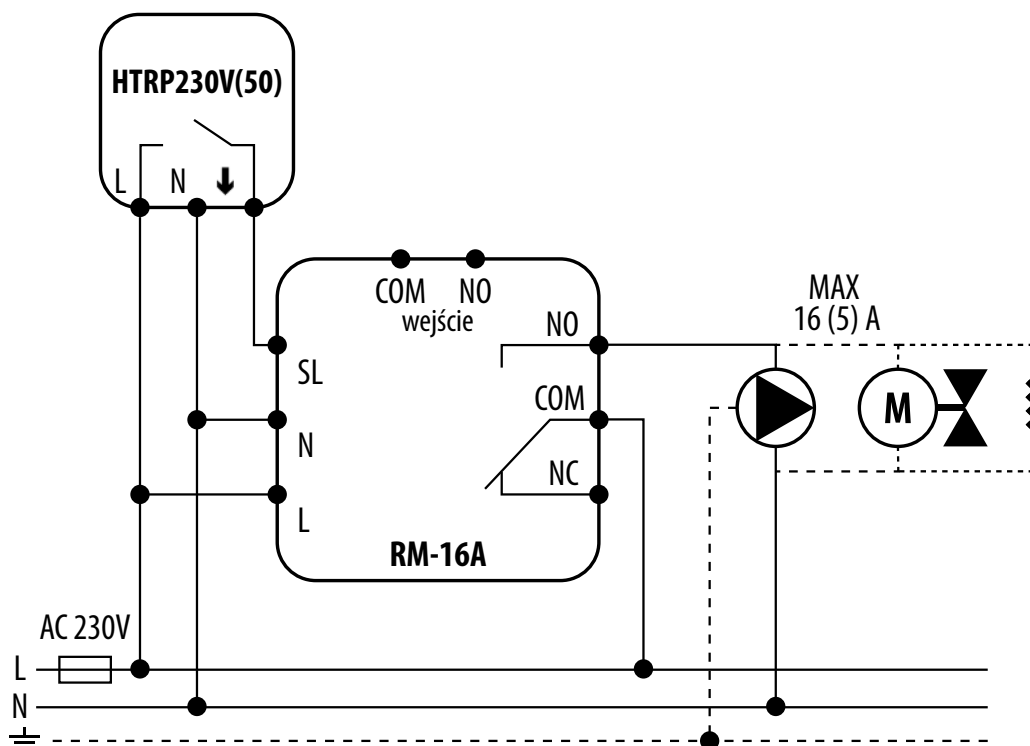 HTRP230V(50)
L N
COM NO
wejście
NO
MAX
16 (5) A
SL
COM
M
N
NC
L
RM-16A
AC 230V
L
N